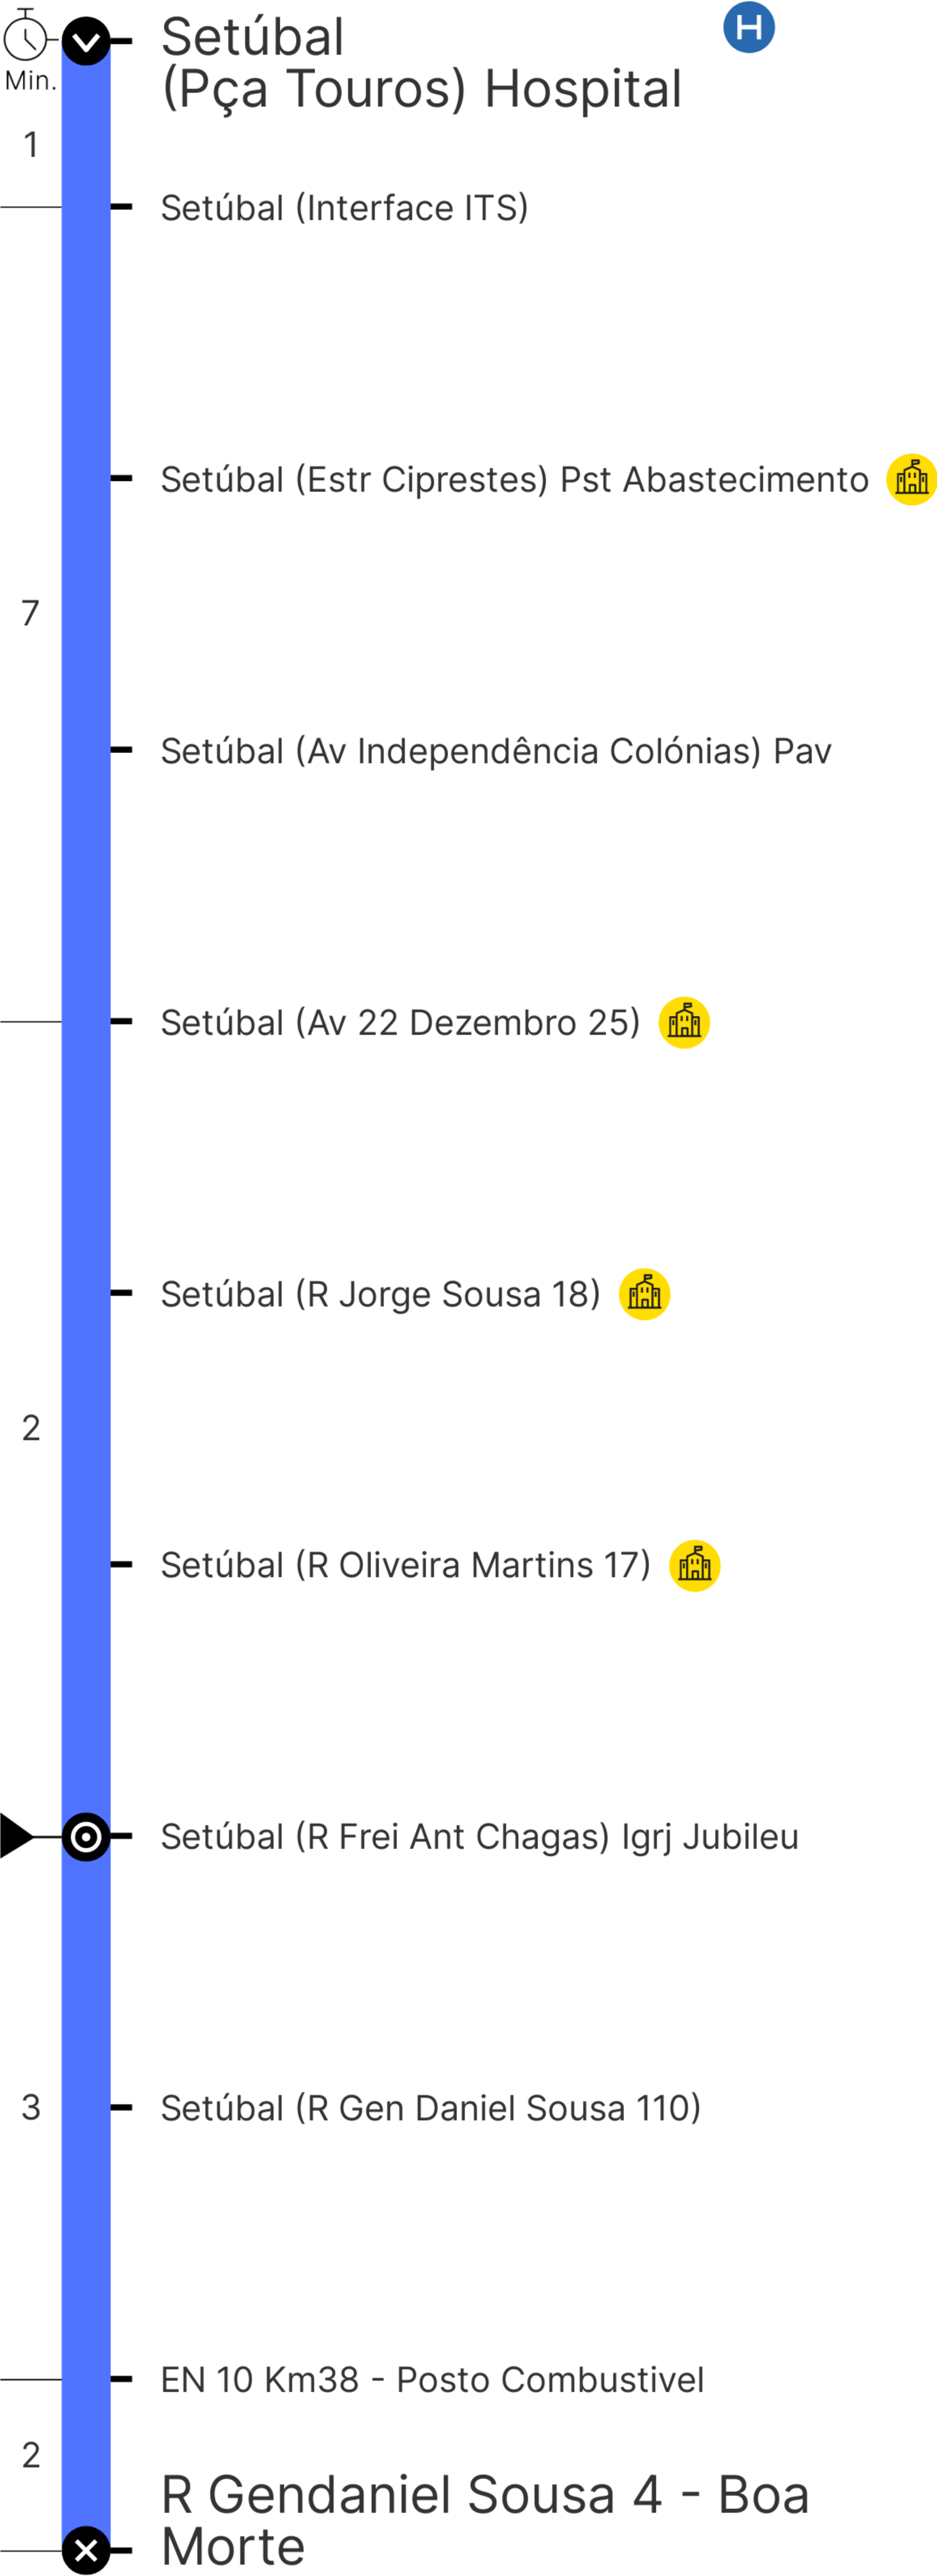 Setúbal
(Pça Touros) Hospital
H
Min.
1
Setúbal (Interface ITS)
Setúbal (Estr Ciprestes) Pst Abastecimento
7
Setúbal (Av Independência Colónias) Pav
Setúbal (Av 22 Dezembro 25)
Setúbal (R Jorge Sousa 18)
2
Setúbal (R Oliveira Martins 17)
Setúbal (R Frei Ant Chagas) Igrj Jubileu
3
Setúbal (R Gen Daniel Sousa 110)
EN 10 Km38 - Posto Combustivel
2
R Gendaniel Sousa 4 - Boa
Morte